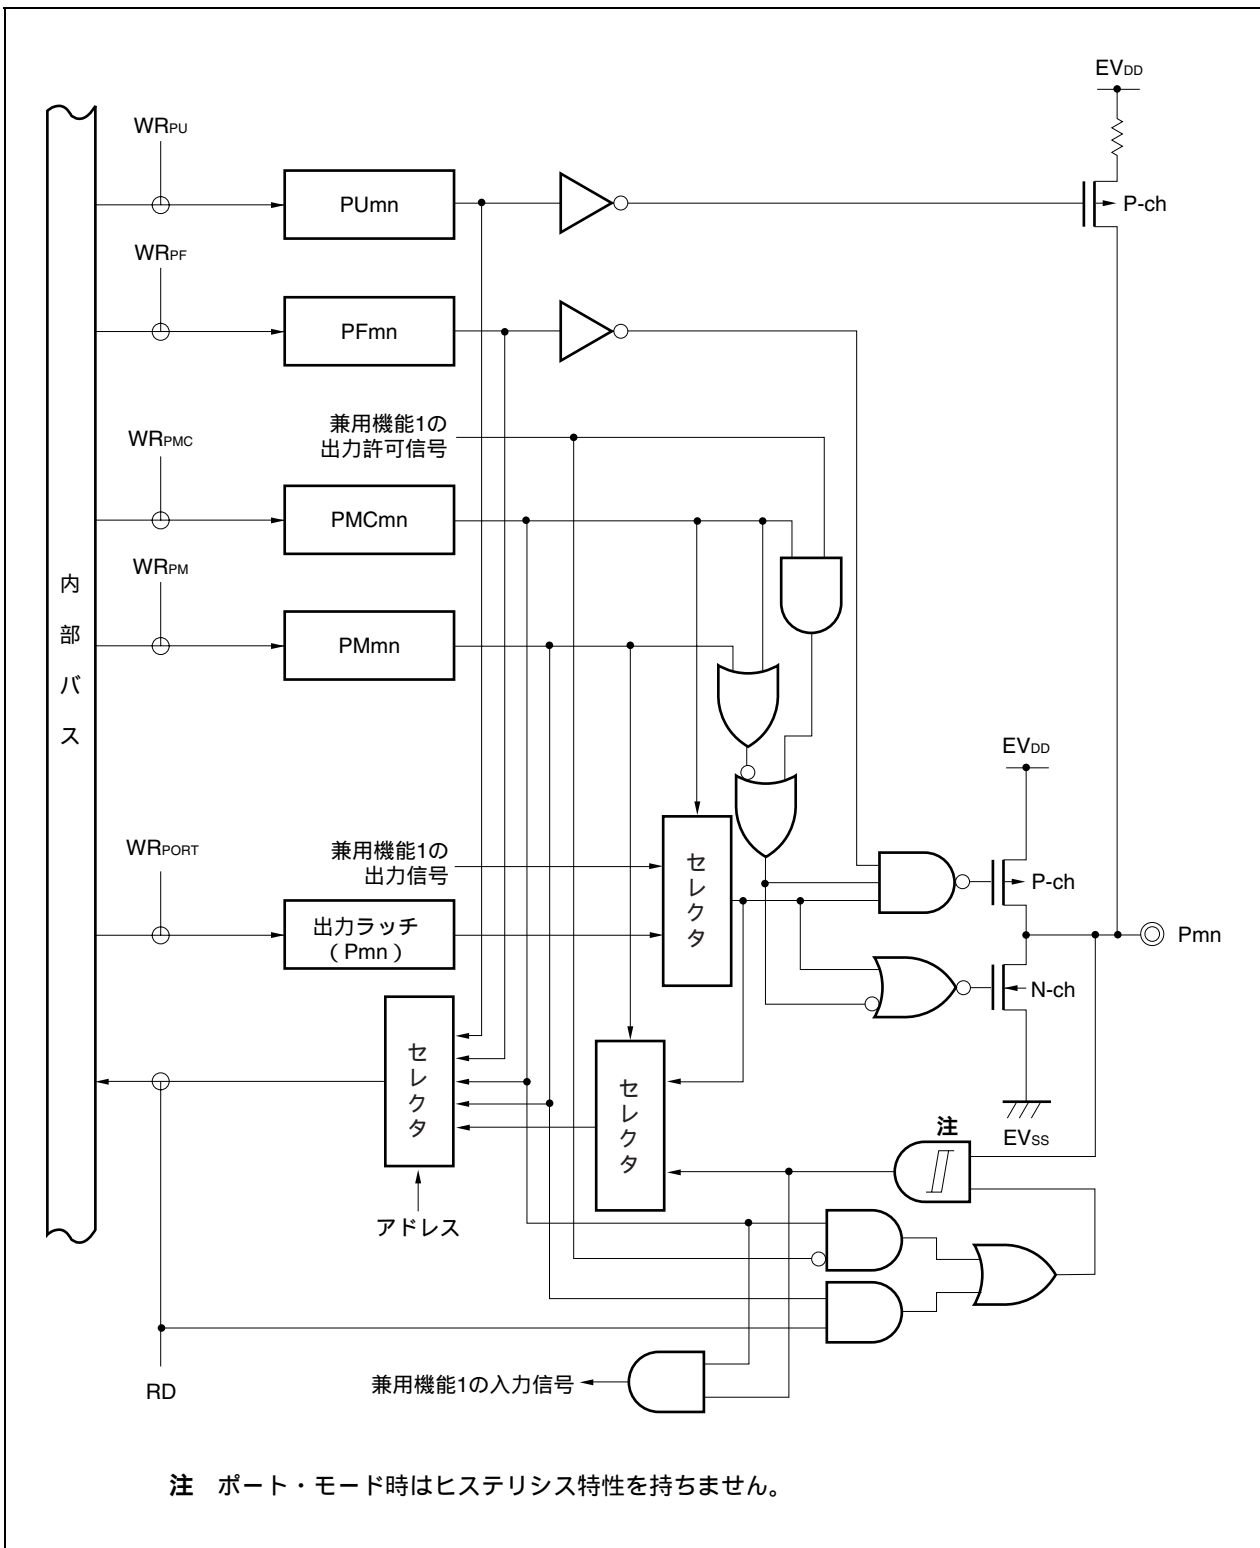 EVDD
WRPU
PUmn
P-ch
WRPF
PFmn
兼用機能1の
出力許可信号
WRPMC
PMCmn
WRPM
PMmn
内部バス
EVDD
WRPORT
兼用機能1の
出力信号
セレクタ
P-ch
出力ラッチ
(Pmn)
Pmn
N-ch
セレクタ
セレクタ
注
EVSS
アドレス
RD
兼用機能1の入力信号
注 ポート・モード時はヒステリシス特性を持ちません。